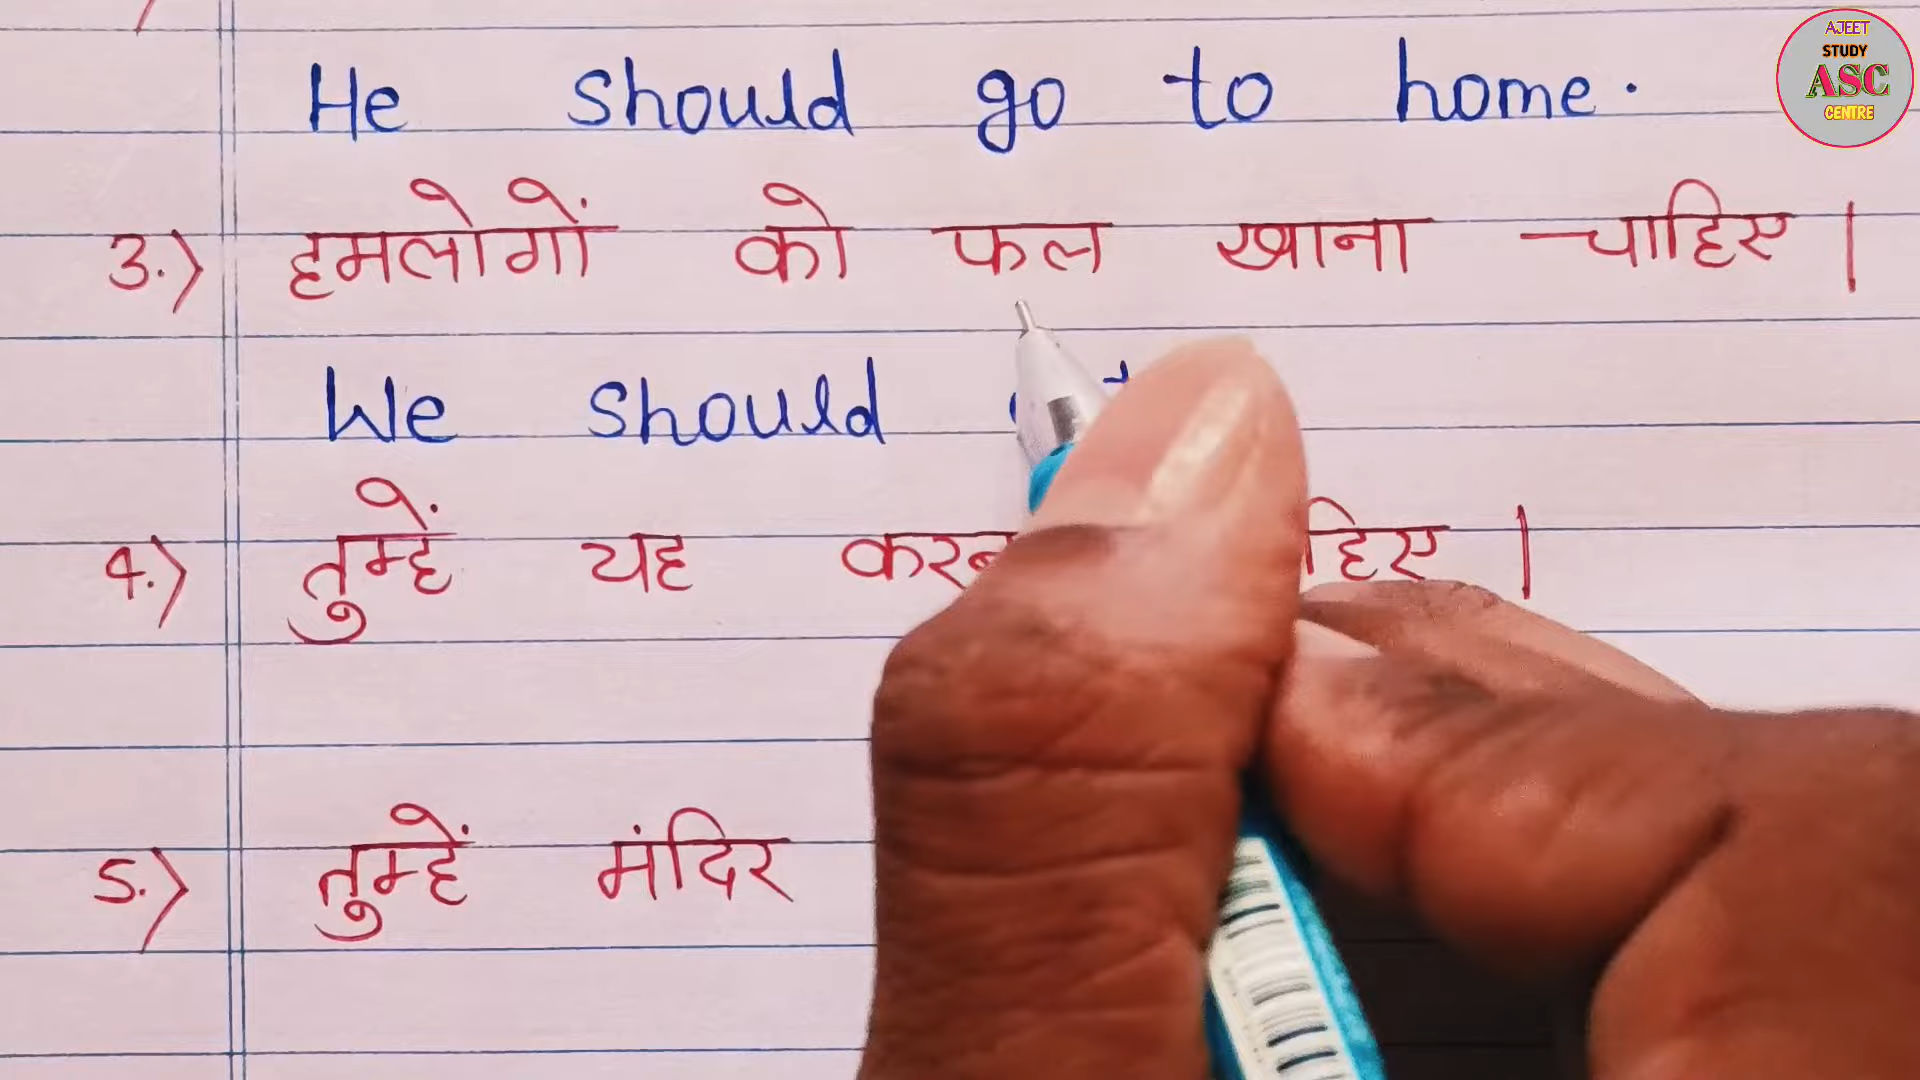 He should go to home.
3.) हमलोगों को फल खाना चाहिए |
We should
4.) तुम्हें यह
5.) तुम्हें मंदिर
AJEET
STUDY
ASC
CENTRE